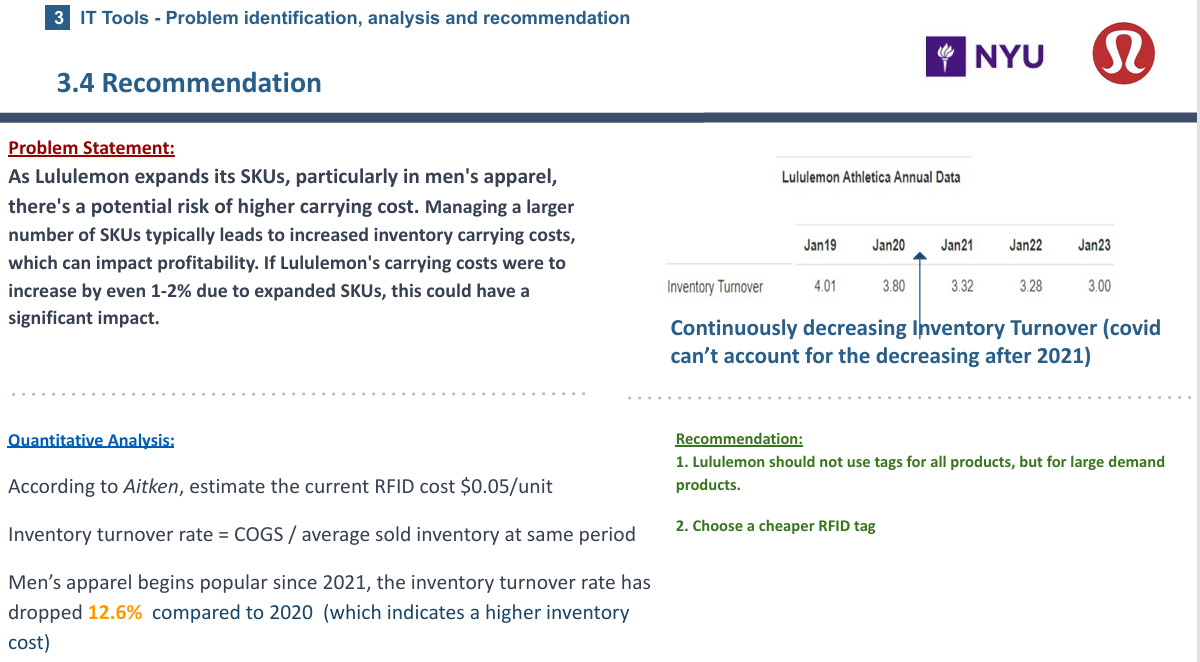 3 IT Tools - Problem identification, analysis and recommendation
3.4 Recommendation
NYU
Problem Statement:
As Lululemon expands its SKUs, particularly in men's apparel,
there's a potential risk of higher carrying cost. Managing a larger
number of SKUs typically leads to increased inventory carrying costs,
which can impact profitability. If Lululemon's carrying costs were to
increase by even 1-2% due to expanded SKUs, this could have a
significant impact.
Lululemon Athletica Annual Data
Jan19 Jan20 Jan21 Jan22 Jan23
Inventory Turnover 4.01 3.80 3.32 3.28 3.00
Continuously decreasing Inventory Turnover (covid
can't account for the decreasing after 2021)
Quantitative Analysis:
According to Aitken, estimate the current RFID cost $0.05/unit
Inventory turnover rate = COGS / average sold inventory at same period
Men’s apparel begins popular since 2021, the inventory turnover rate has
dropped 12.6% compared to 2020 (which indicates a higher inventory
cost)
Recommendation:
1. Lululemon should not use tags for all products, but for large demand
products.
2. Choose a cheaper RFID tag